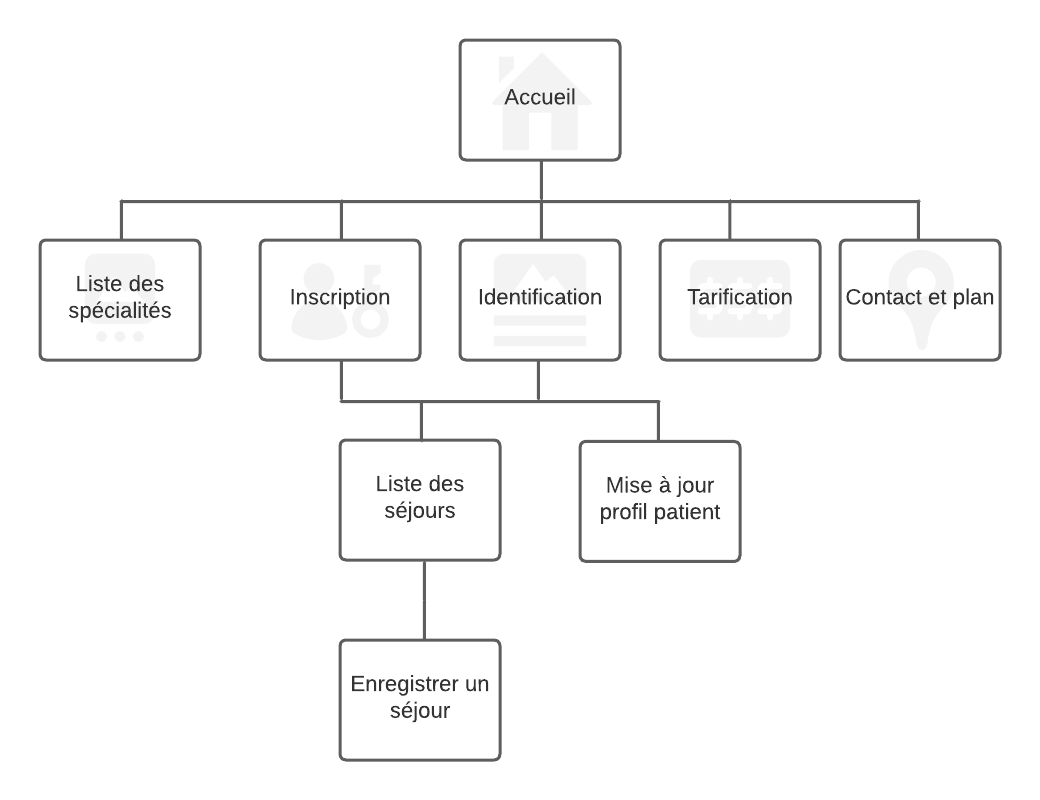 Accueil
Liste des
spécialités
Inscription
Identification
Tarification
Contact et plan
Liste des
séjours
Mise à jour
profil patient
Enregistrer un
séjour